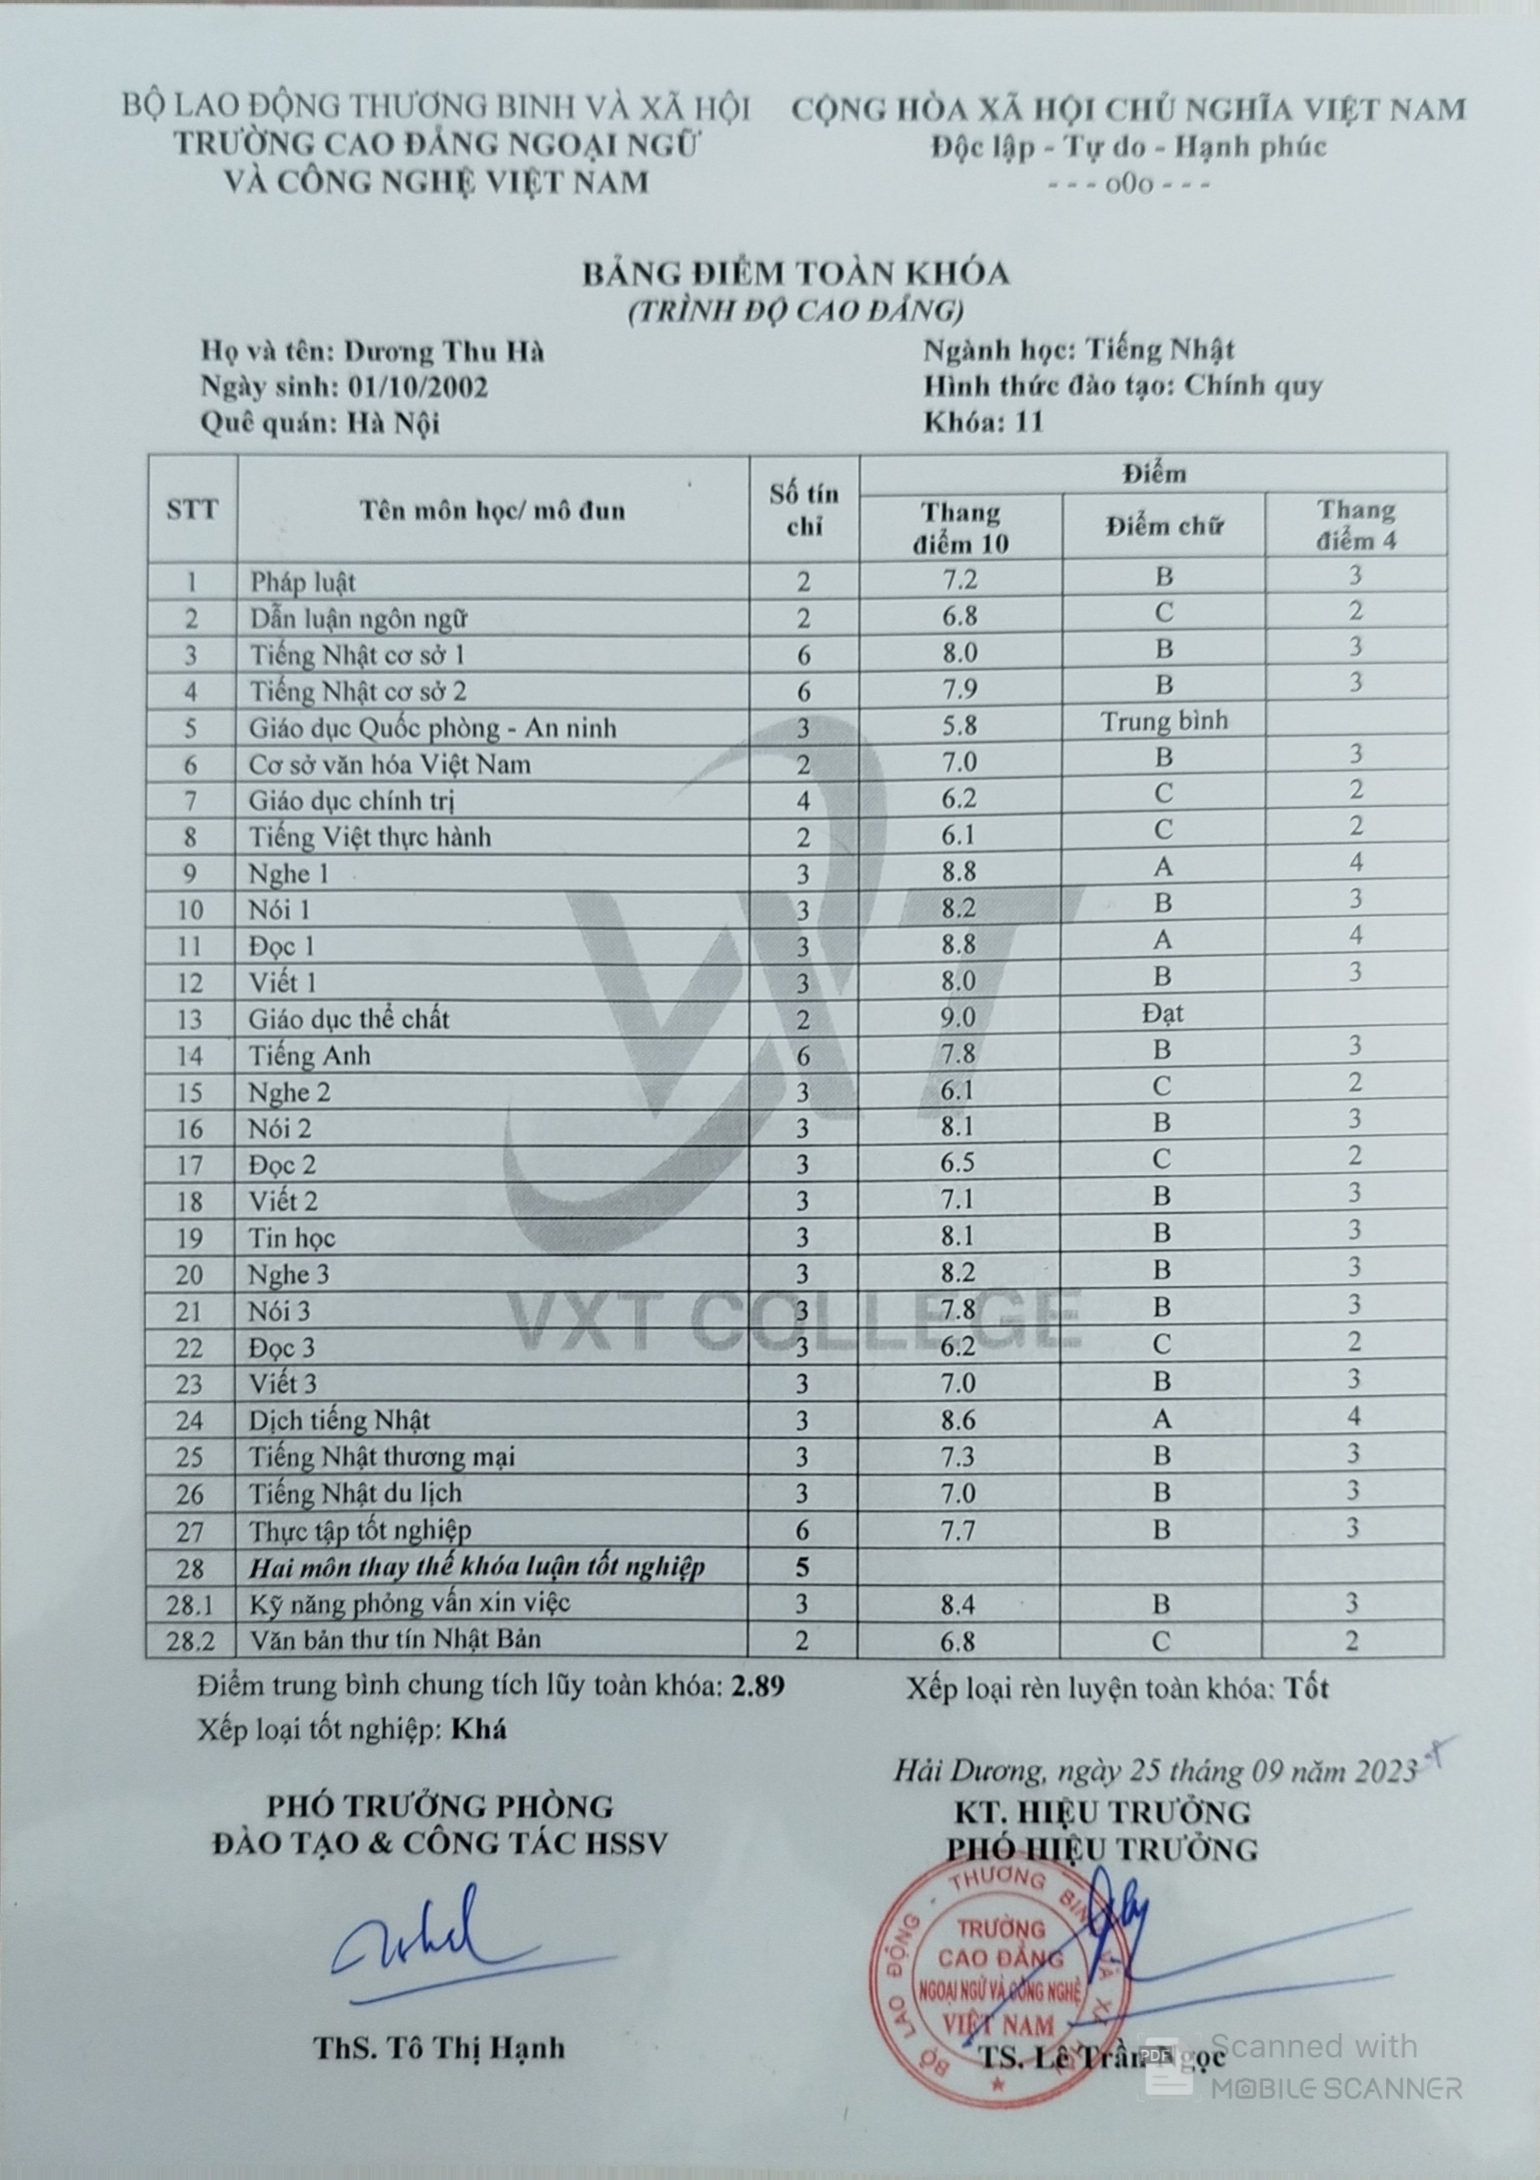 BỘ LAO ĐỘNG THƯƠNG BINH VÀ XÃ HỘI
TRƯỜNG CAO ĐẲNG NGOẠI NGỮ
VÀ CÔNG NGHỆ VIỆT NAM
CỘNG HÒA XÃ HỘI CHỦ NGHĨA VIỆT NAM
Độc lập - Tự do - Hạnh phúc
- - - o0o - - -
BẢNG ĐIỂM TOÀN KHÓA
(TRÌNH ĐỘ CAO ĐẲNG)
Họ và tên: Dương Thu Hà
Ngày sinh: 01/10/2002
Quê quán: Hà Nội
Ngành học: Tiếng Nhật
Hình thức đào tạo: Chính quy
Khóa: 11
STT Tên môn học/ mô đun Số tín chỉ Điểm
Thang điểm 10 Điểm chữ Thang điểm 4
1 Pháp luật 2 7.2 B 3
2 Dẫn luận ngôn ngữ 2 6.8 C 2
3 Tiếng Nhật cơ sở 1 6 8.0 B 3
4 Tiếng Nhật cơ sở 2 6 7.9 B 3
5 Giáo dục Quốc phòng - An ninh 3 5.8 Trung bình
6 Cơ sở văn hóa Việt Nam 2 7.0 B 3
7 Giáo dục chính trị 4 6.2 C 2
8 Tiếng Việt thực hành 2 6.1 C 2
9 Nghe 1 3 8.8 A 4
10 Nói 1 3 8.2 B 3
11 Đọc 1 3 8.8 A 4
12 Viết 1 3 8.0 B 3
13 Giáo dục thể chất 2 9.0 Đạt
14 Tiếng Anh 6 7.8 B 3
15 Nghe 2 3 6.1 C 2
16 Nói 2 3 8.1 B 3
17 Đọc 2 3 6.5 C 2
18 Viết 2 3 7.1 B 3
19 Tin học 3 8.1 B 3
20 Nghe 3 3 8.2 B 3
21 Nói 3 3 7.8 B 3
22 Đọc 3 3 6.2 C 2
23 Viết 3 3 7.0 B 3
24 Dịch tiếng Nhật 3 8.6 A 4
25 Tiếng Nhật thương mại 3 7.3 B 3
26 Tiếng Nhật du lịch 3 7.0 B 3
27 Thực tập tốt nghiệp 6 7.7 B 3
28 Hai môn thay thế khóa luận tốt nghiệp 5
28.1 Kỹ năng phỏng vấn xin việc 3 8.4 B 3
28.2 Văn bản thư tín Nhật Bản 2 6.8 C 2
VXT
VXT COLLEGE
Điểm trung bình chung tích lũy toàn khóa: 2.89
Xếp loại rèn luyện toàn khóa: Tốt
Xếp loại tốt nghiệp: Khá
Hải Dương, ngày 25 tháng 09 năm 2023
PHÓ TRƯỞNG PHÒNG
ĐÀO TẠO & CÔNG TÁC HSSV
KT. HIỆU TRƯỞNG
PHÓ HIỆU TRƯỞNG
BỘ LAO ĐỘNG - THƯƠNG BINH VÀ XÃ
TRƯỜNG
CAO ĐẲNG
NGOẠI NGỮ VÀ CÔNG NGHỆ
VIỆT NAM
ThS. Tô Thị Hạnh
TS. Lê Trần Ngọc
PDF
Scanned with
MOBILE SCANNER